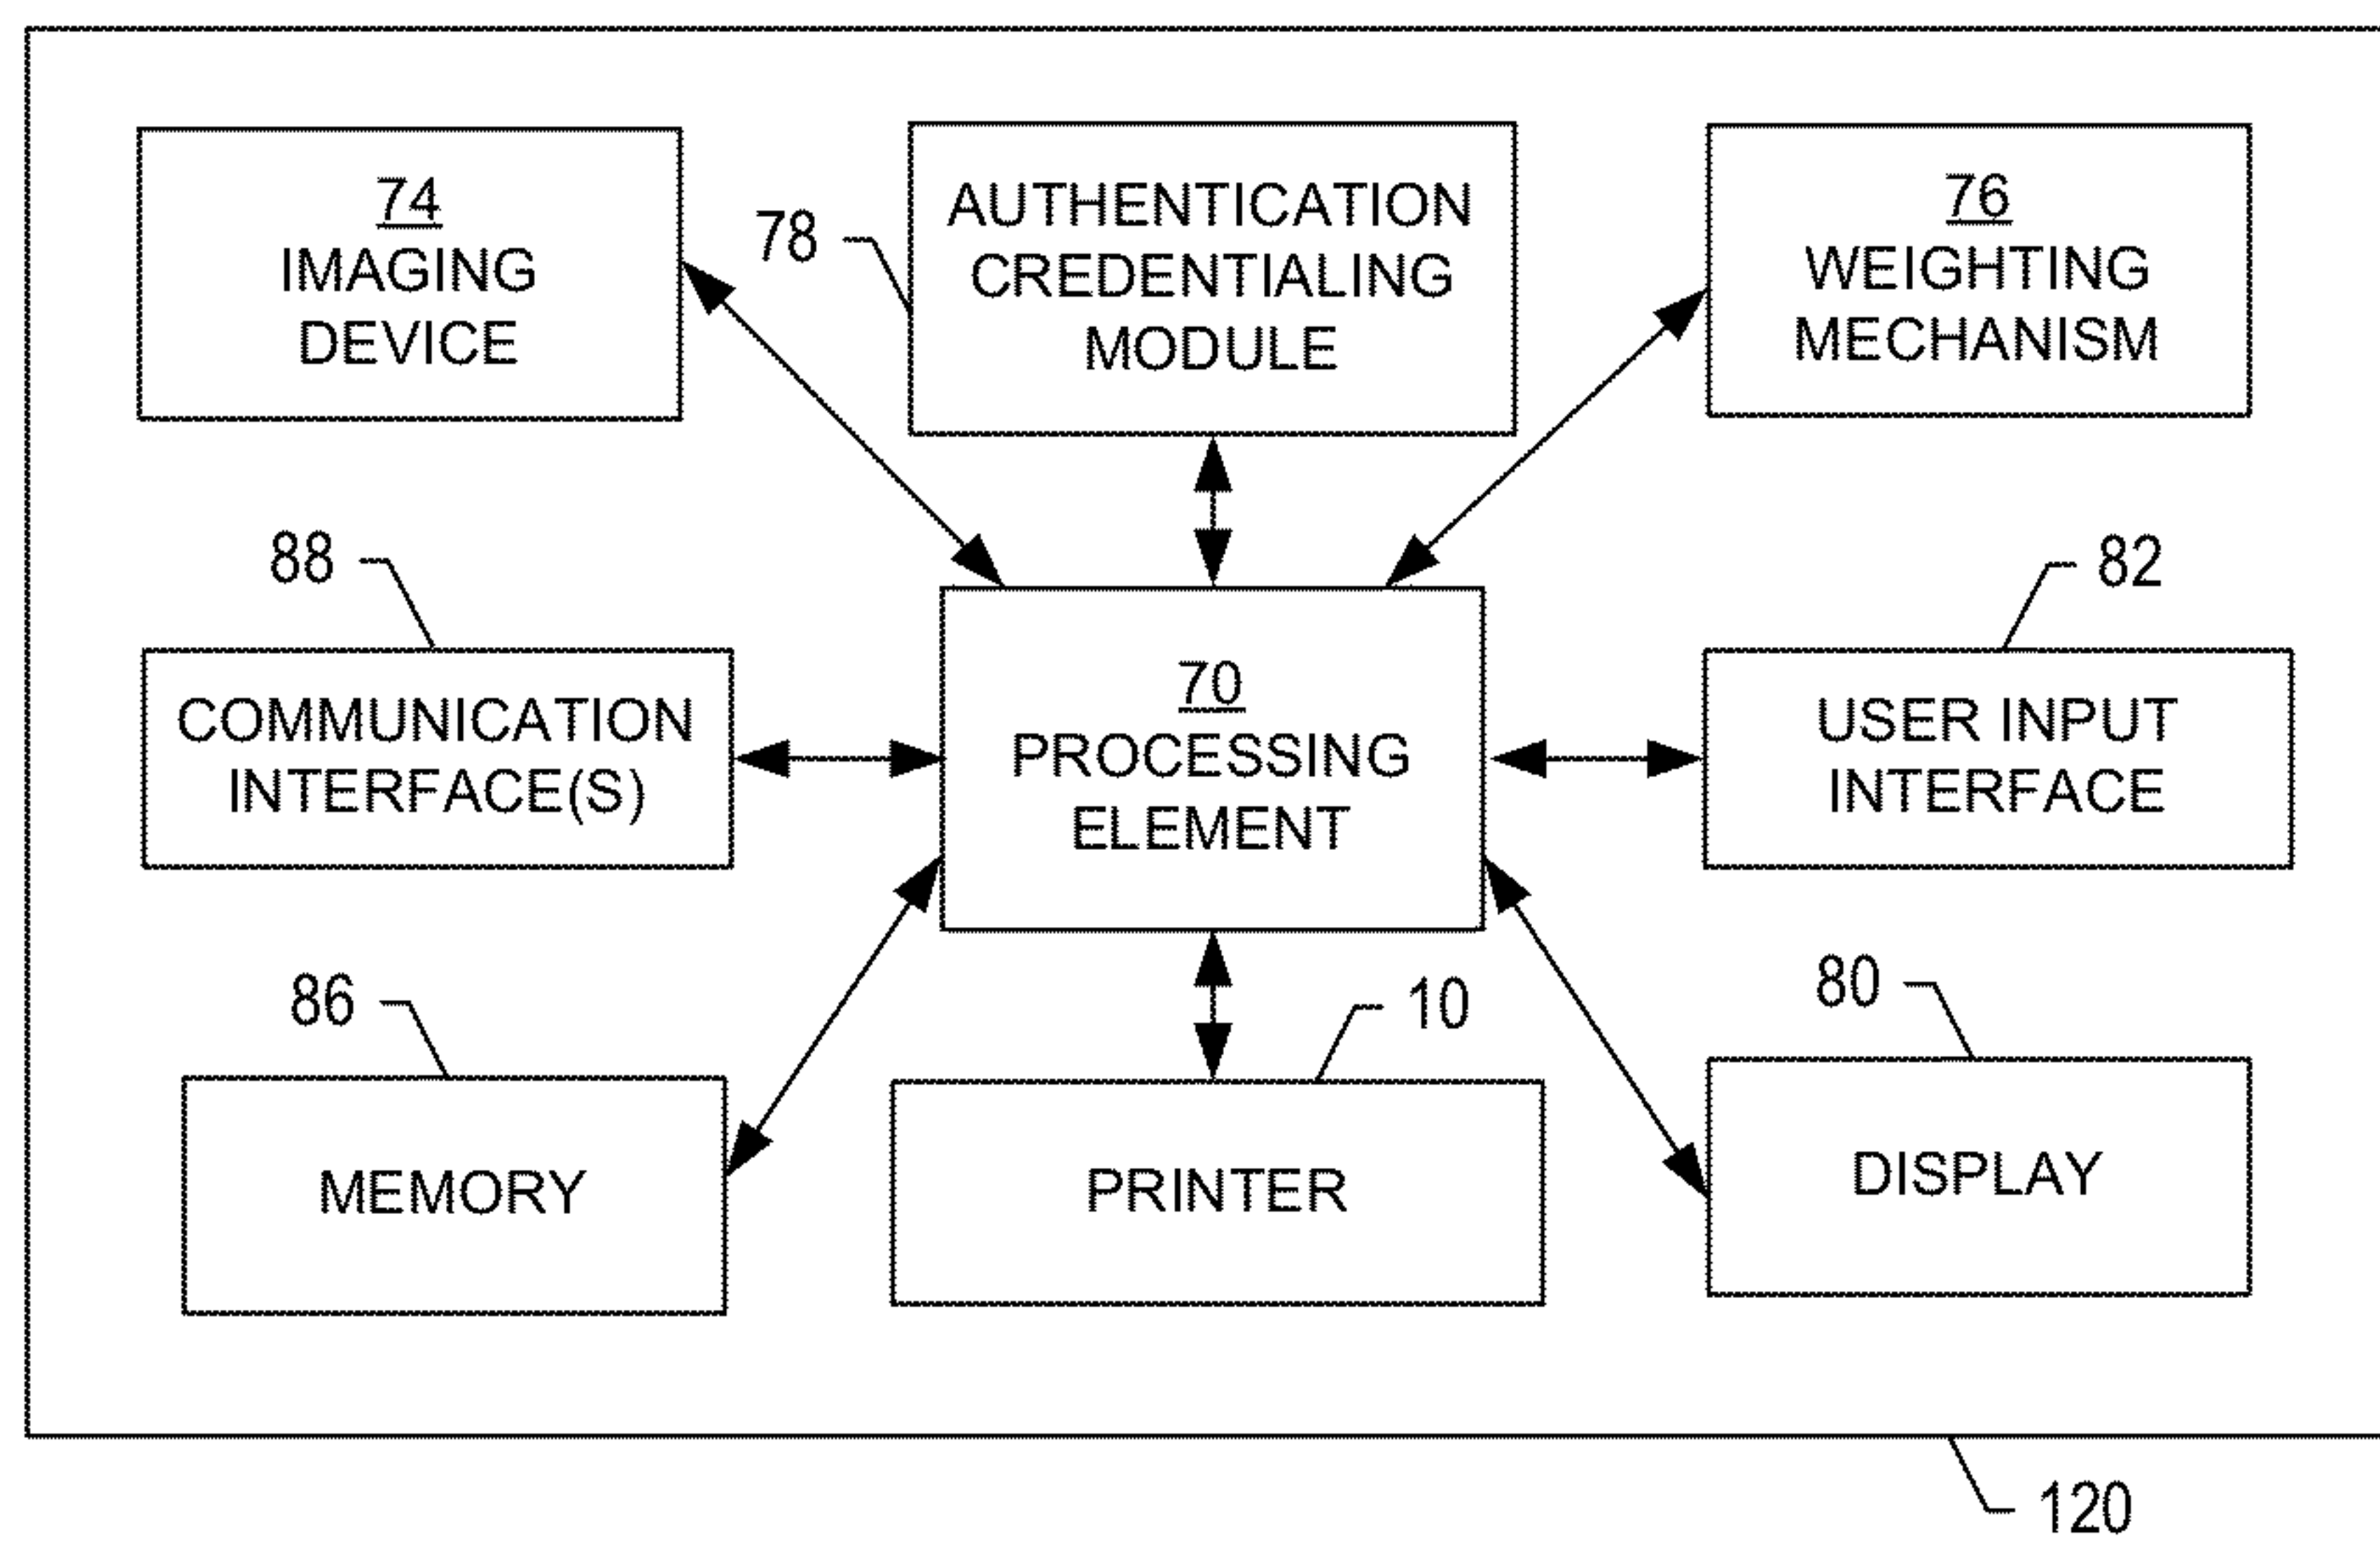 74
IMAGING
DEVICE
78
AUTHENTICATION
CREDENTIALING
MODULE
76
WEIGHTING
MECHANISM
88
COMMUNICATION
INTERFACE(S)
70
PROCESSING
ELEMENT
82
USER INPUT
INTERFACE
86
MEMORY
10
PRINTER
80
DISPLAY
120